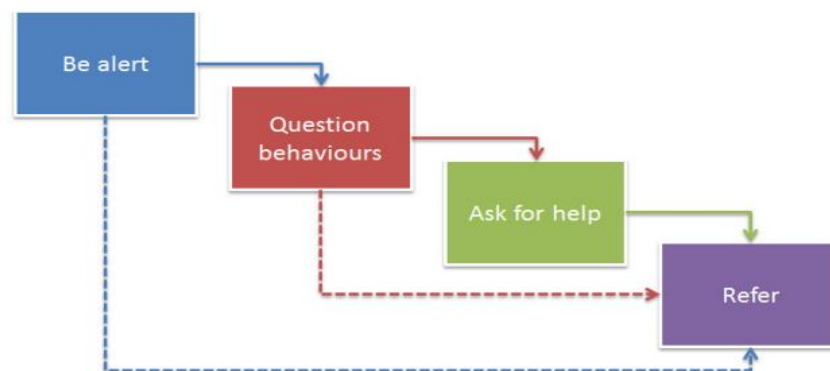 Be alert
Question
behaviours
Ask for help
Refer